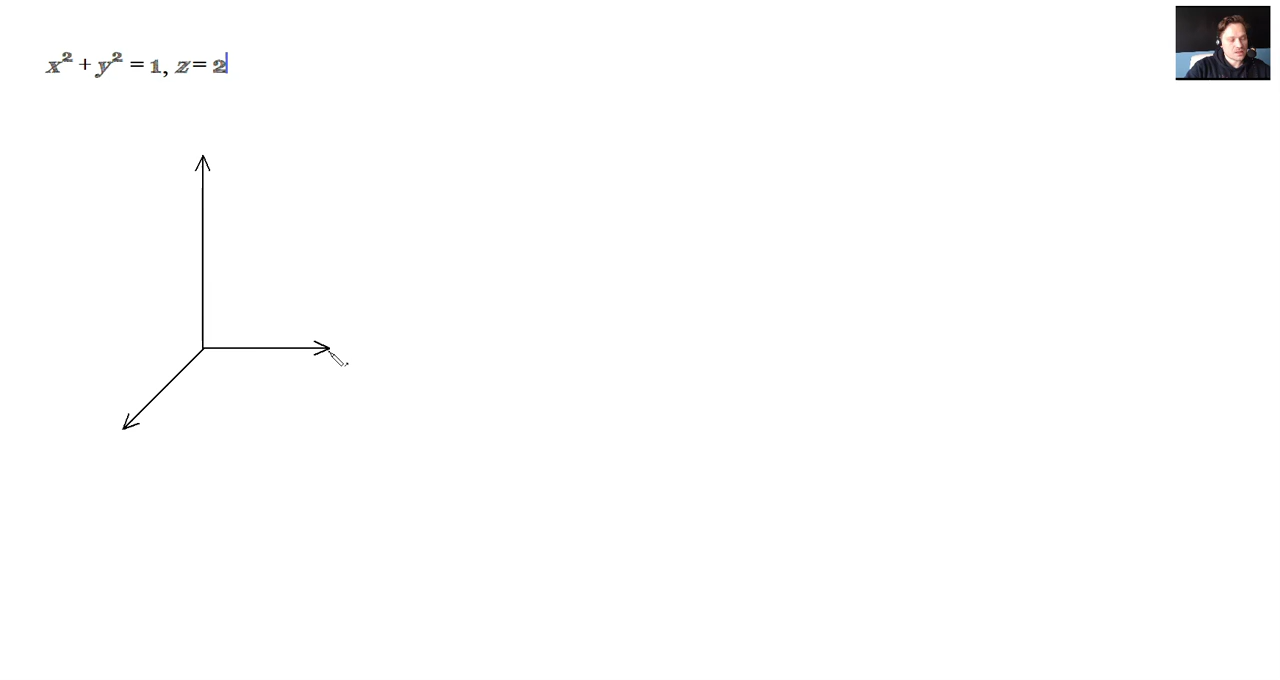 x² + y² = 1, z = 2